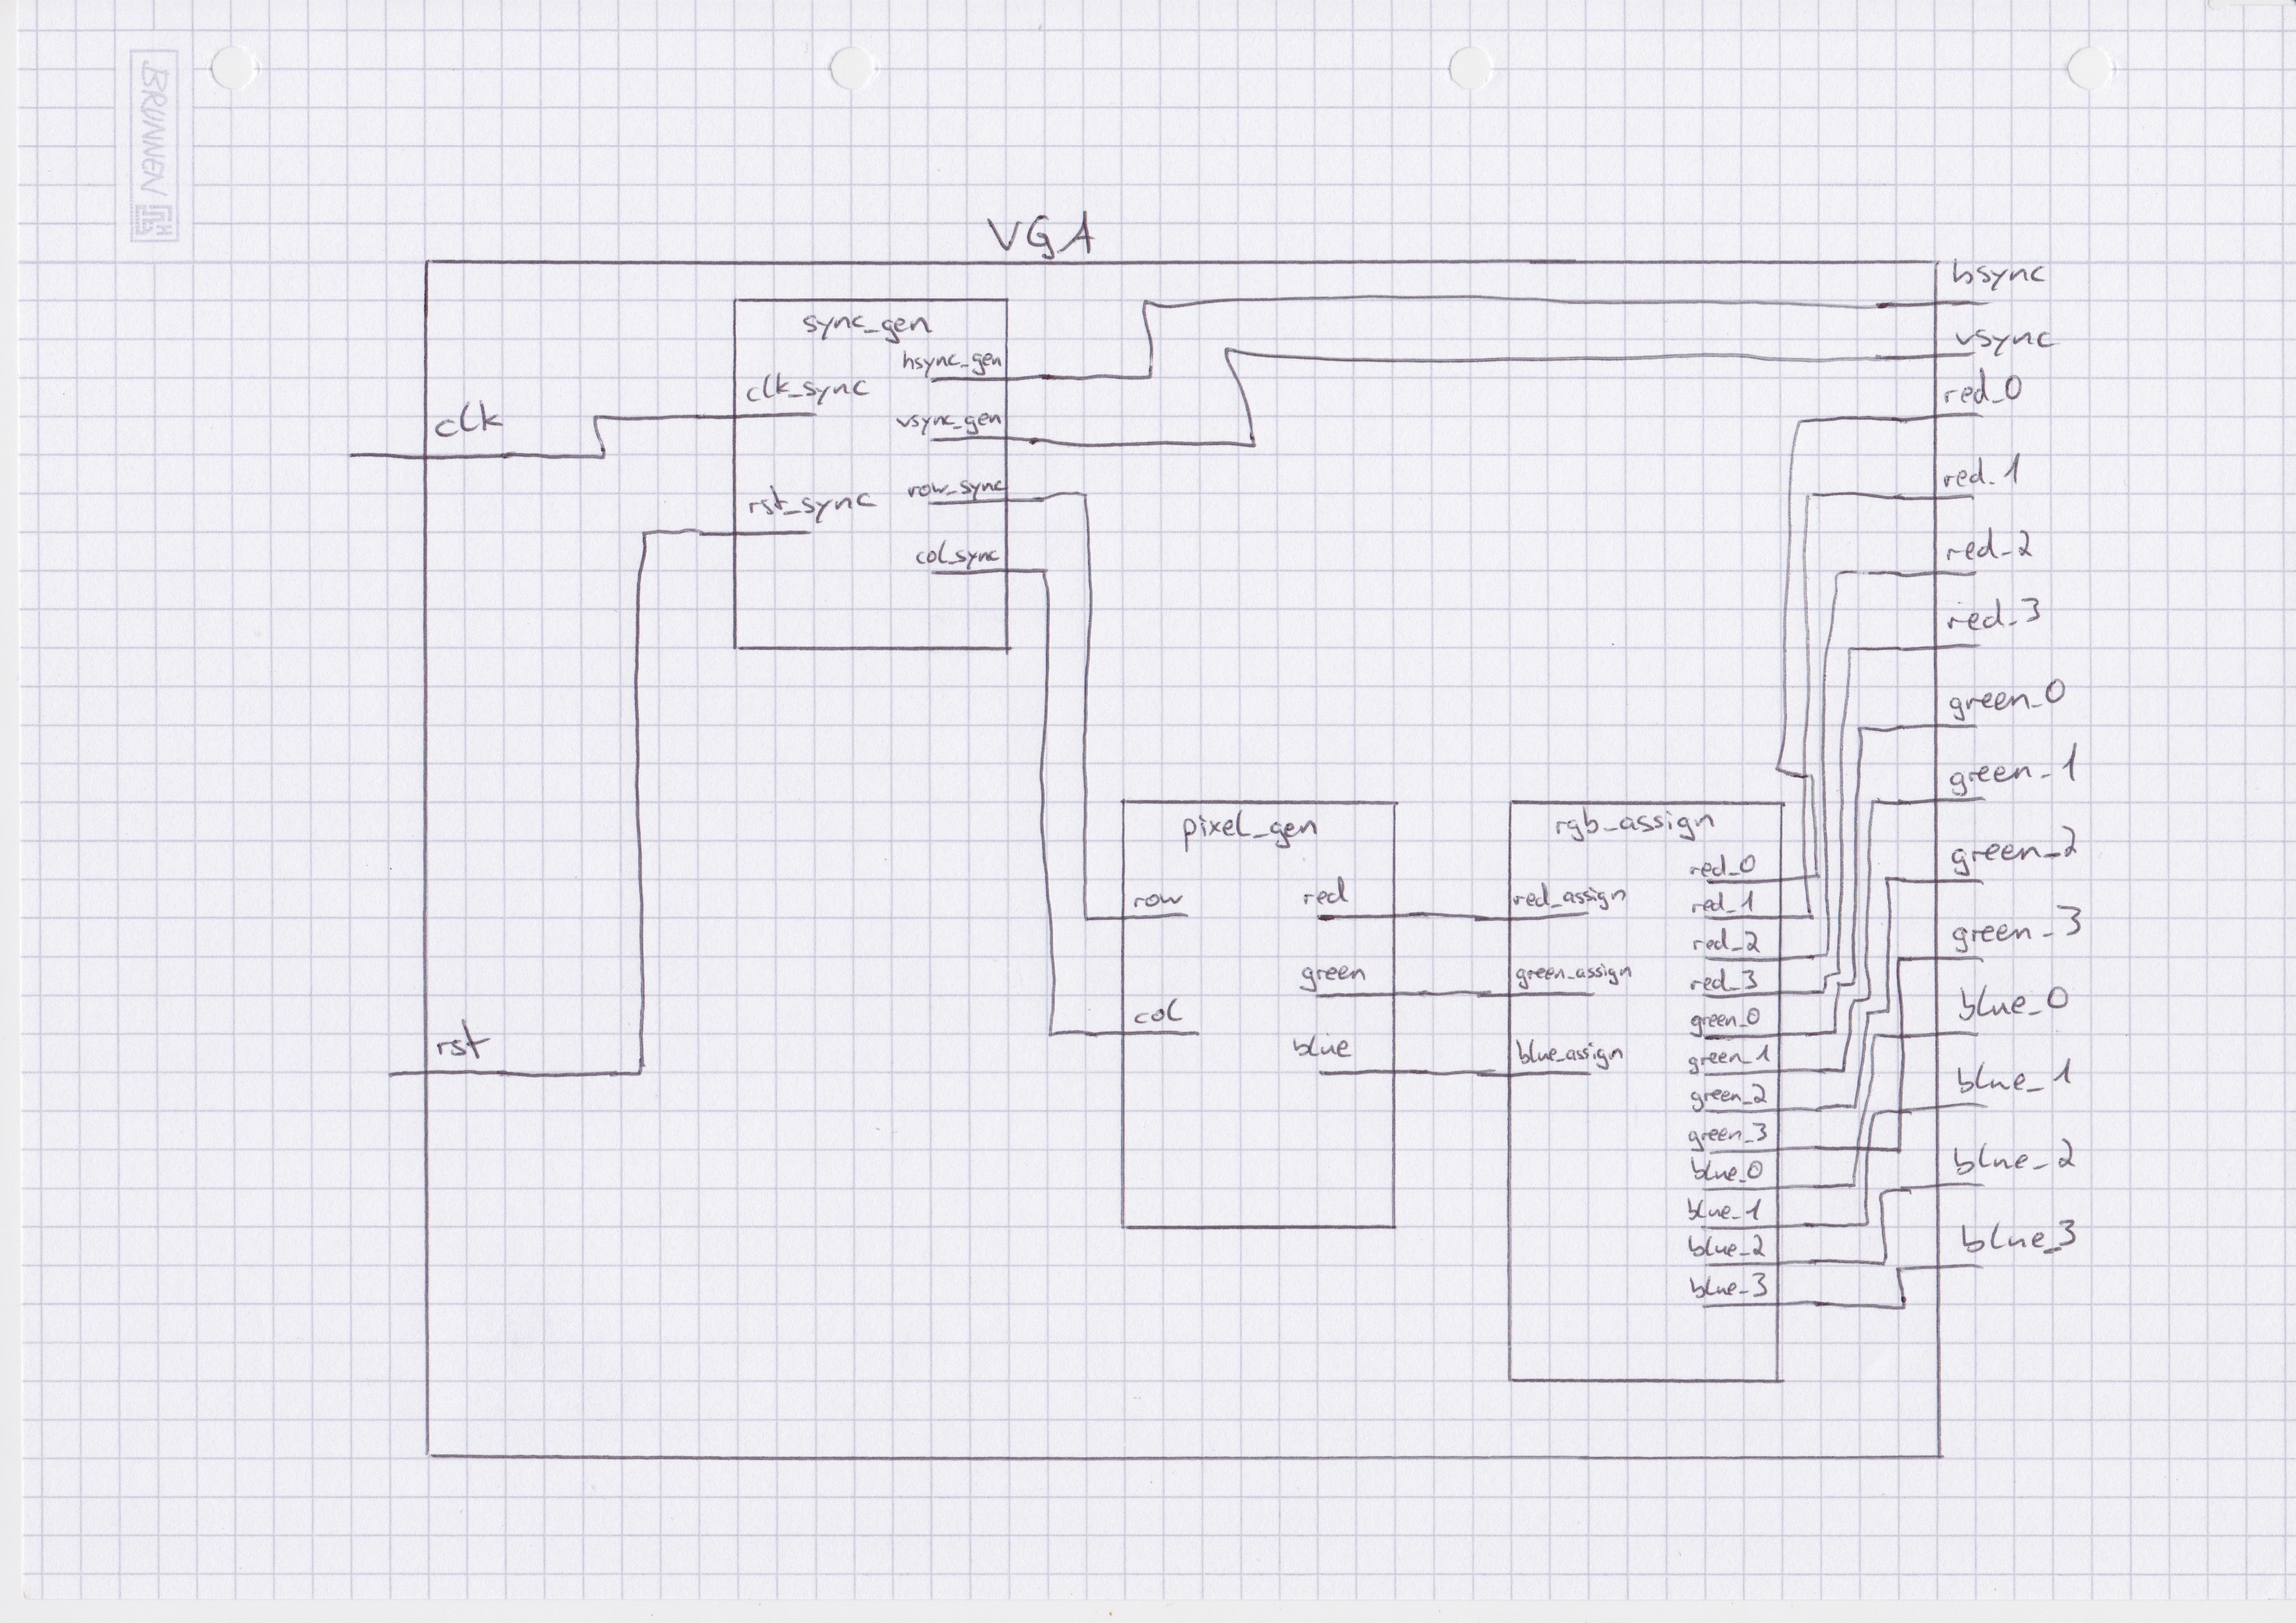 BRUNNEN
VGA
hsync
vsync
red_0
red_1
red_2
red_3
green_0
green_1
green_2
green_3
blue_0
blue_1
blue_2
blue_3
clk
rst
sync_gen
clk_sync
rst_sync
hsync_gen
vsync_gen
row_sync
col_sync
pixel_gen
row
col
red
green
blue
rgb_assign
red_assign
green_assign
blue_assign
red_0
red_1
red_2
red_3
green_0
green_1
green_2
green_3
blue_0
blue_1
blue_2
blue_3